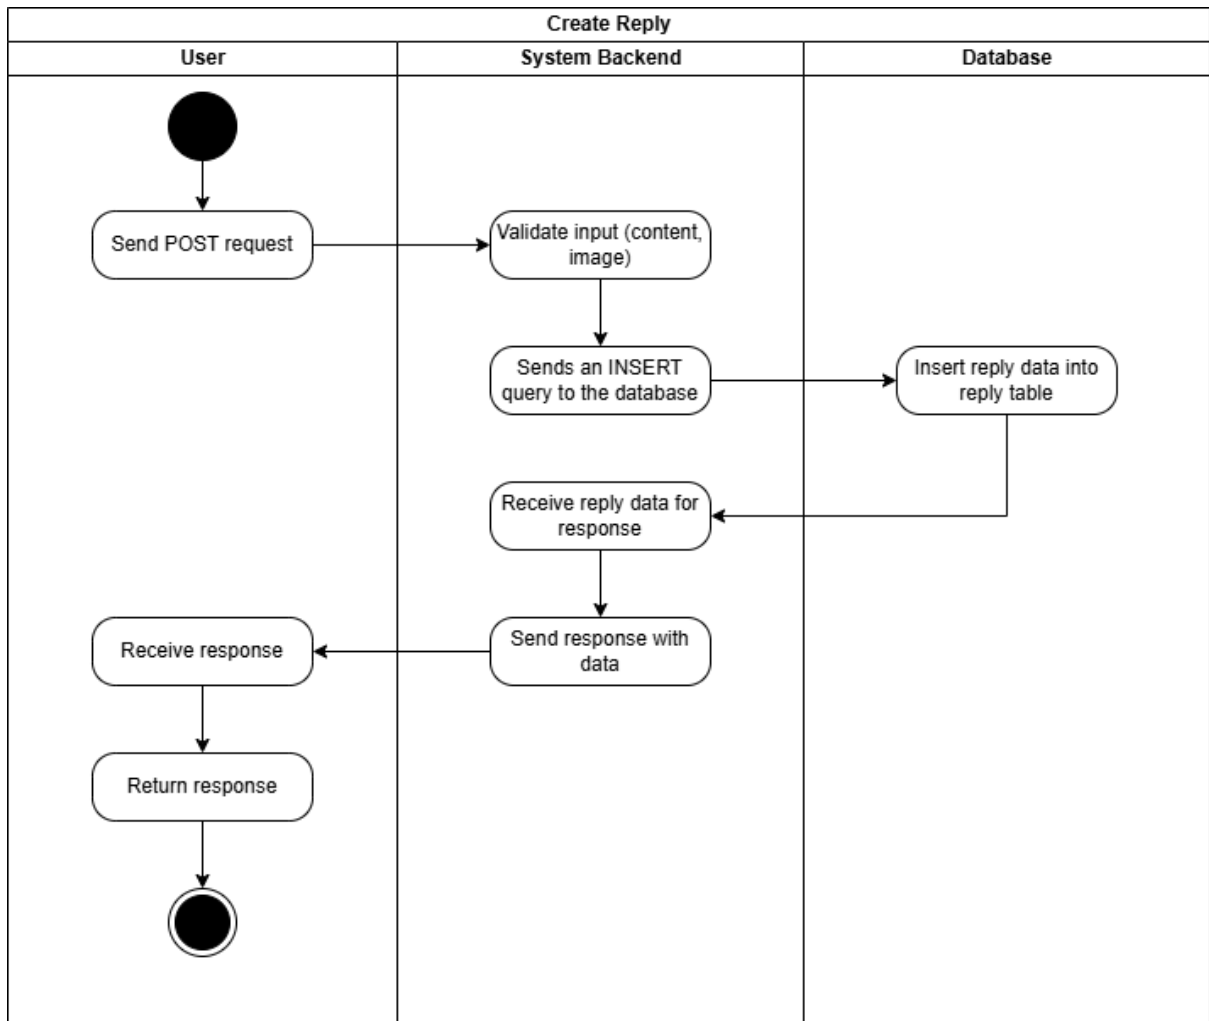 Create Reply
User
System Backend
Database
Send POST request
Validate input (content,
image)
Sends an INSERT
query to the database
Insert reply data into
reply table
Receive reply data for
response
Send response with
data
Receive response
Return response